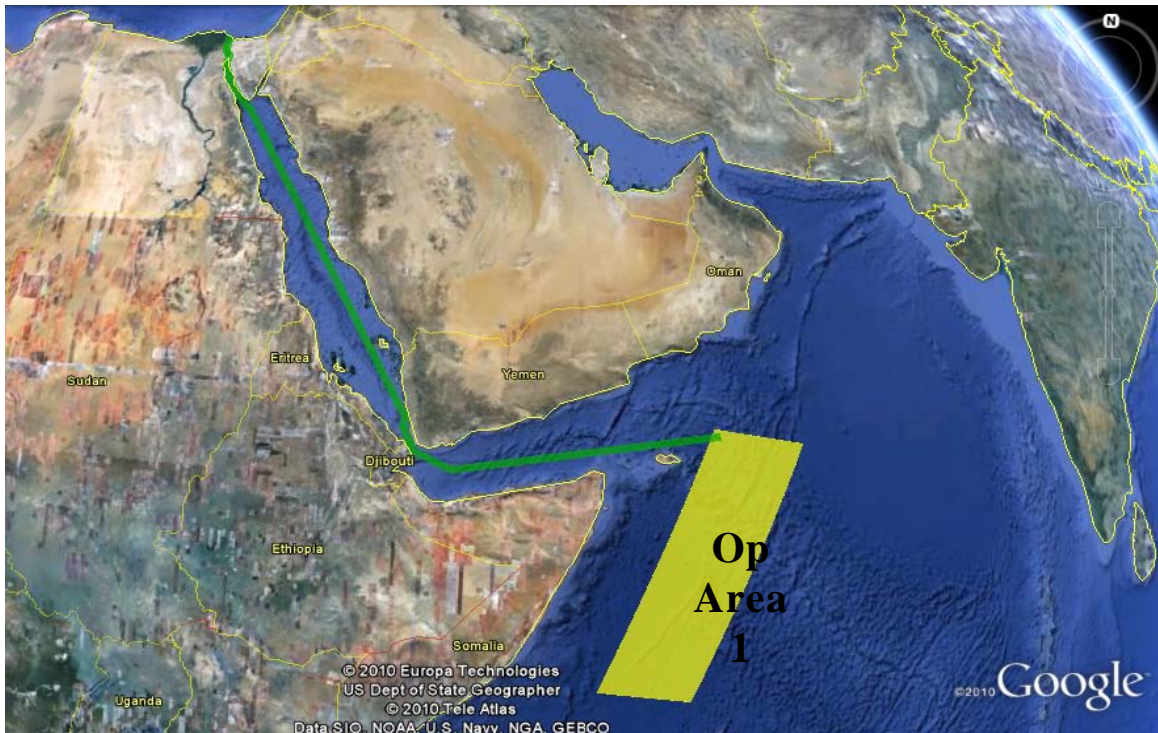 N
Oman
Eritrea
Yemen
Sudan
Djibouti
Ethiopia
Op
Area
1
Somalia
© 2010 Europa Technologies
US Dept of State Geographer
© 2010 Tele Atlas
Data SIO, NOAA, U.S. Navy, NGA, GEBCO
Uganda
©2010 Google